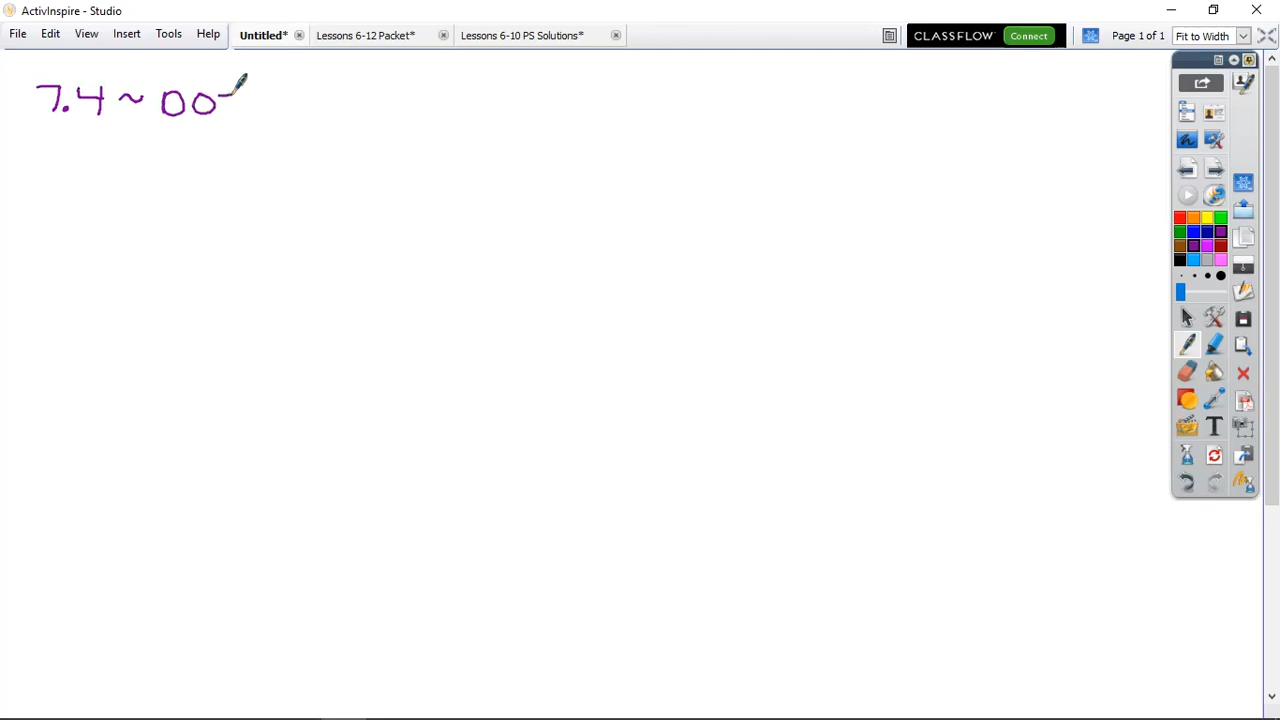 ActivInspire - Studio
File Edit View Insert Tools Help Untitled* Lessons 6-12 Packet* Lessons 6-10 PS Solutions* CLASSFLOW Connect Page 1 of 1 Fit to Width
7.4 ~ 00-
T